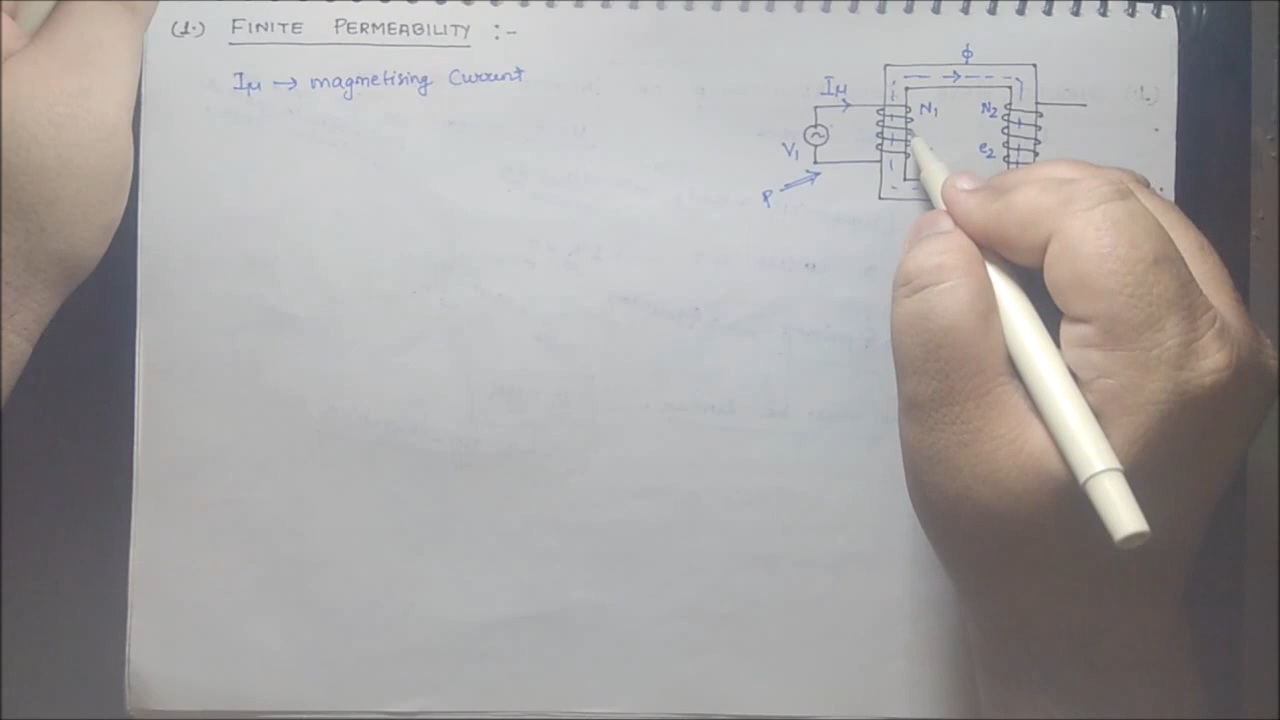 (1.) FINITE PERMEABILITY :-
Iμ → magnetising Current
ϕ
Iμ
N1 N2
V1 e2
P